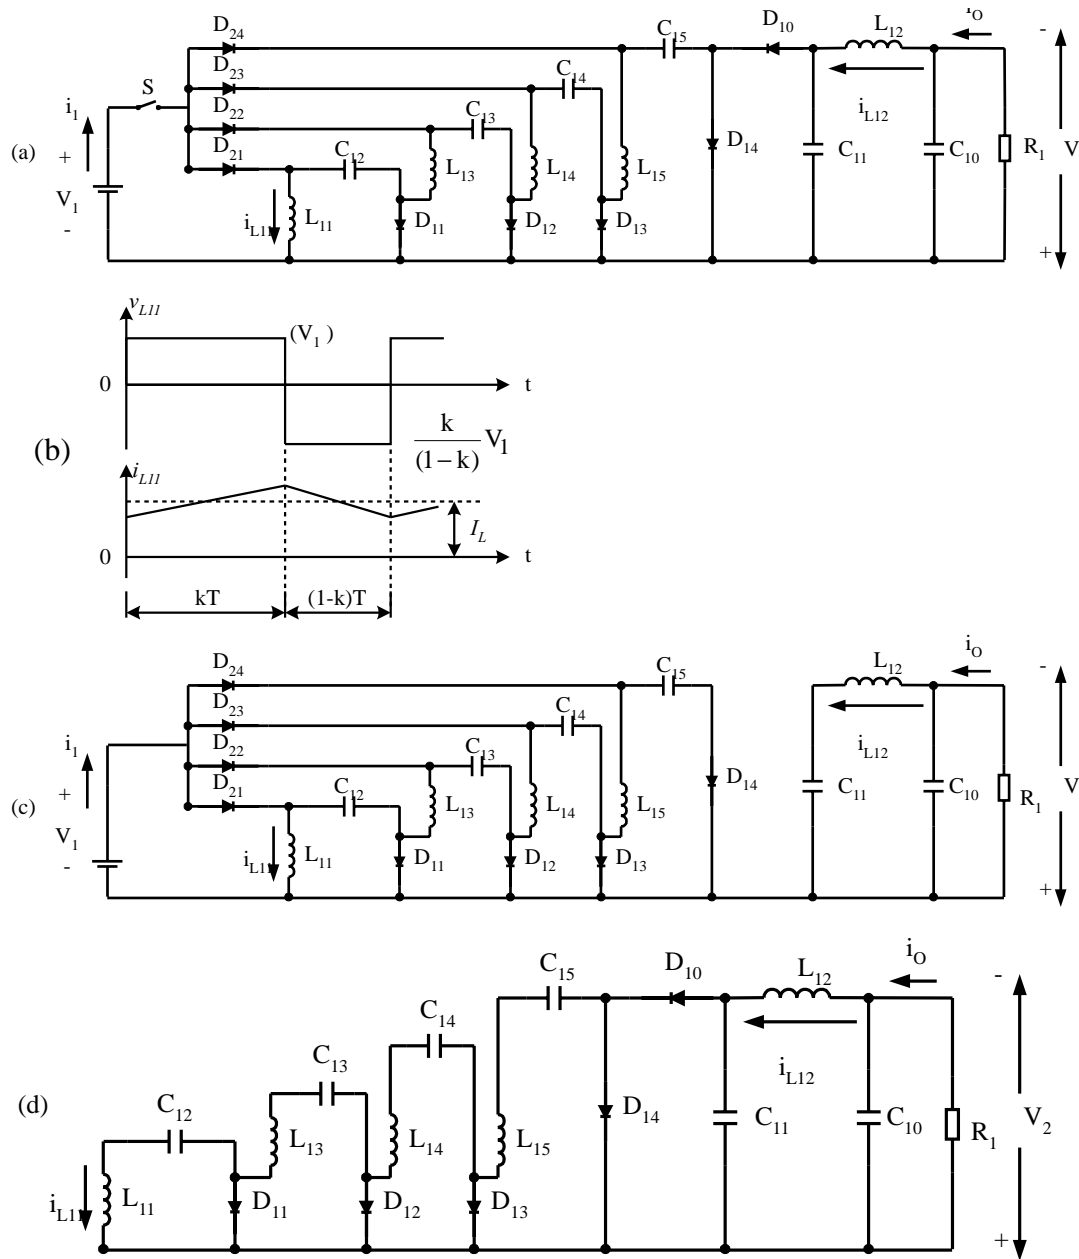 (a)
D24
D23
D22
D21
S
i1
+
V1
-
C15
C14
C13
C12
D10
L12
iO
-
iL12
iL11
L11
L13
L14
L15
D11
D12
D13
D14
C11
C10
R1
V
+
(b)
vL11
(V1)
0
t
k/(1−k) V1
iL11
IL
0
t
kT
(1-k)T
(c)
D24
D23
D22
D21
i1
+
V1
-
C15
C14
C13
C12
L12
iO
-
iL12
iL11
L11
L13
L14
L15
D11
D12
D13
D14
C11
C10
R1
V
+
(d)
C15
D10
L12
iO
-
C14
C13
C12
iL12
iL11
L11
L13
L14
L15
D11
D12
D13
D14
C11
C10
R1
V2
+